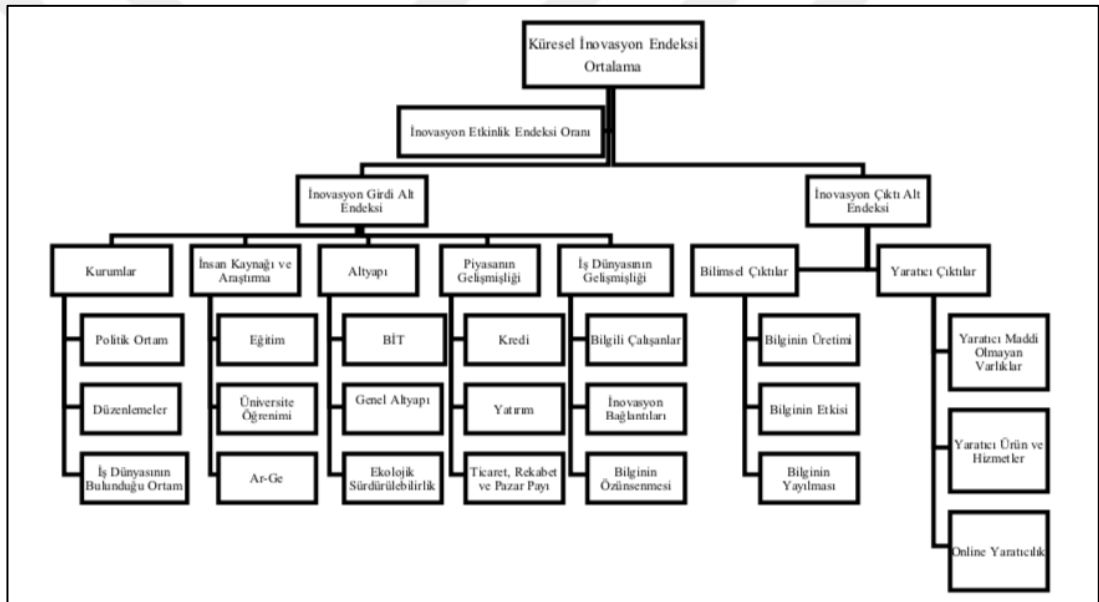 Küresel İnovasyon Endeksi
Ortalama
İnovasyon Etkinlik Endeksi Oranı
İnovasyon Girdi Alt
Endeksi
İnovasyon Çıktı Alt
Endeksi
Kurumlar
İnsan Kaynağı ve
Araştırma
Altyapı
Piyasanın
Gelişmişliği
İş Dünyasının
Gelişmişliği
Bilimsel Çıktılar
Yaratıcı Çıktılar
Politik Ortam
Eğitim
BİT
Kredi
Bilgili Çalışanlar
Bilginin Üretimi
Yaratıcı Maddi
Olmayan
Varlıklar
Düzenlemeler
Üniversite
Öğrenimi
Genel Altyapı
Yatırım
İnovasyon
Bağlantıları
Bilginin Etkisi
Yaratıcı Ürün ve
Hizmetler
İş Dünyasının
Bulunduğu Ortam
Ar-Ge
Ekolojik
Sürdürülebilirlik
Ticaret, Rekabet
ve Pazar Payı
Bilginin
Özünsenmesi
Bilginin
Yayılması
Online Yaratıcılık